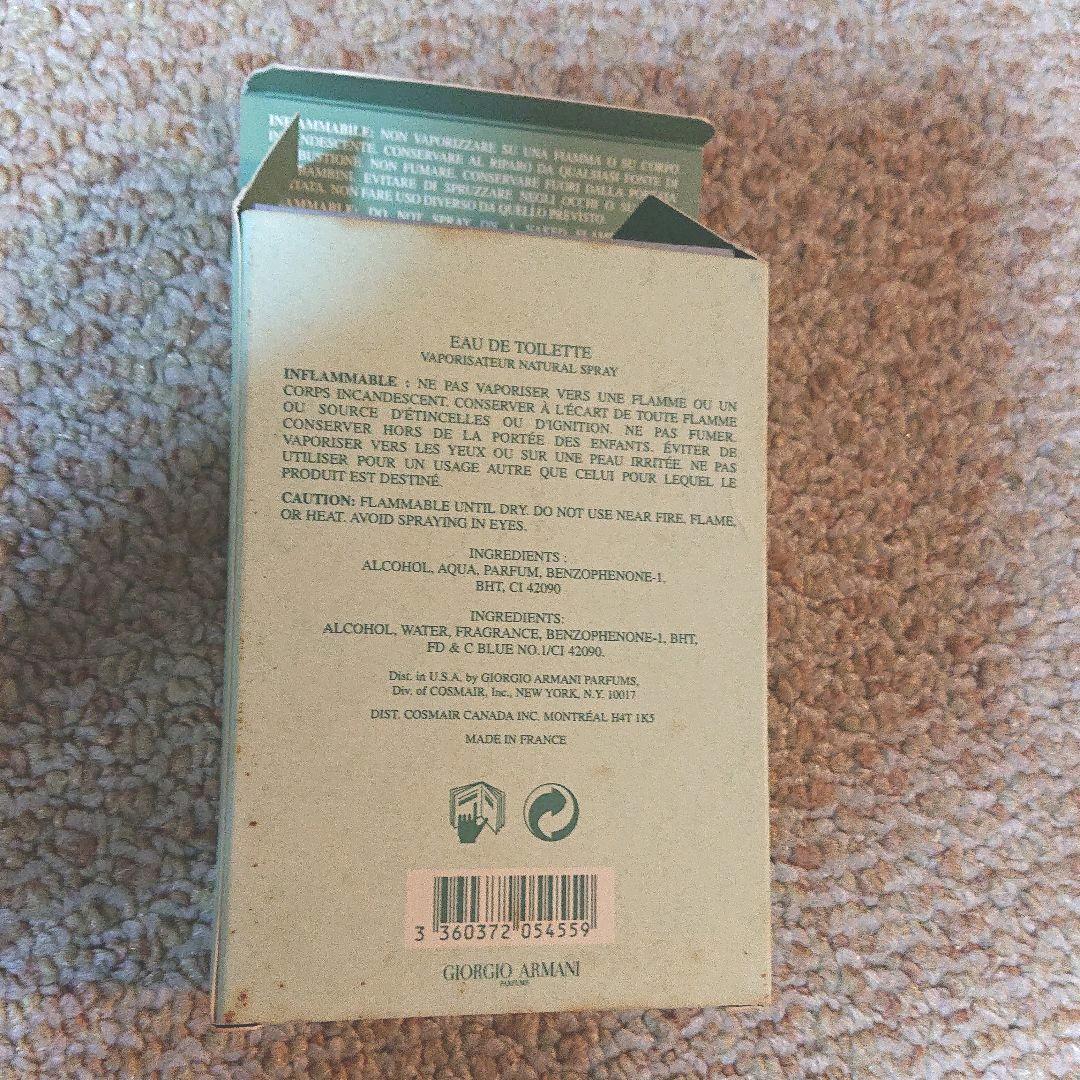 INFIAMMABILE: NON VAPORIZZARE SU UNA FIAMMA O SU CORPO
CONSERVARE AL RIPARO DA QUALSIASI FONTE DI
NON FUMARE. CONSERVARE FUORI DALLA
EVITARE DI SPRUZZARE NEGLI OCCHI O
NON FARE USO DIVERSO DA QUELLO PREVISTO.
DO NOT SPRAY ON A NAKED
EAU DE TOILETTE
VAPORISATEUR NATURAL SPRAY
INFLAMMABLE : NE PAS VAPORISER VERS UNE FLAMME OU UN
CORPS INCANDESCENT. CONSERVER À L'ÉCART DE TOUTE FLAMME
OU SOURCE D'ÉTINCELLES OU D'IGNITION. NE PAS FUMER.
CONSERVER HORS DE LA PORTÉE DES ENFANTS. ÉVITER DE
VAPORISER VERS LES YEUX OU SUR UNE PEAU IRRITÉE. NE PAS
UTILISER POUR UN USAGE AUTRE QUE CELUI POUR LEQUEL LE
PRODUIT EST DESTINÉ.
CAUTION: FLAMMABLE UNTIL DRY. DO NOT USE NEAR FIRE, FLAME,
OR HEAT. AVOID SPRAYING IN EYES.
INGREDIENTS :
ALCOHOL, AQUA, PARFUM, BENZOPHENONE-1,
BHT, CI 42090
INGREDIENTS:
ALCOHOL, WATER, FRAGRANCE, BENZOPHENONE-1, BHT,
FD & C BLUE NO.1/CI 42090.
Dist. in U.S.A. by GIORGIO ARMANI PARFUMS,
Div. of COSMAIR, Inc., NEW YORK, N.Y. 10017
DIST. COSMAIR CANADA INC. MONTRÉAL H4T 1K5
MADE IN FRANCE
3 360372 054559
GIORGIO ARMANI
PARFUMS